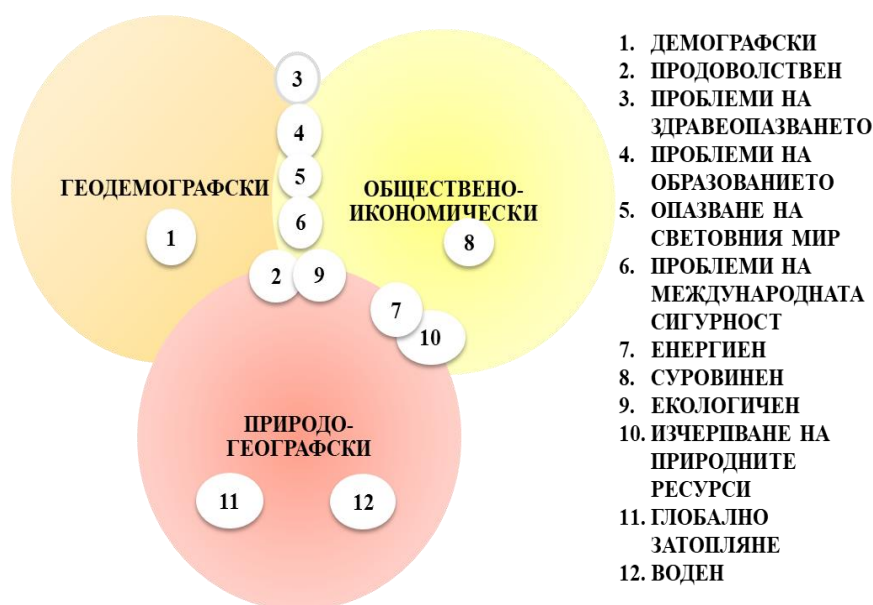 3
4
5
ГЕОДЕМОГРАФСКИ
ОБЩЕСТВЕНО-
ИКОНОМИЧЕСКИ
6
1
8
2
9
7
10
ПРИРОДО-
ГЕОГРАФСКИ
11
12
1. ДЕМОГРАФСКИ
2. ПРОДОВОЛСТВЕН
3. ПРОБЛЕМИ НА
ЗДРАВЕОПАЗВАНЕТО
4. ПРОБЛЕМИ НА
ОБРАЗОВАНИЕТО
5. ОПАЗВАНЕ НА
СВЕТОВНИЯ МИР
6. ПРОБЛЕМИ НА
МЕЖДУНАРОДНАТА
СИГУРНОСТ
7. ЕНЕРГИЕН
8. СУРОВИНЕН
9. ЕКОЛОГИЧЕН
10. ИЗЧЕРПВАНЕ НА
ПРИРОДНИТЕ
РЕСУРСИ
11. ГЛОБАЛНО
ЗАТОПЛЯНЕ
12. ВОДЕН